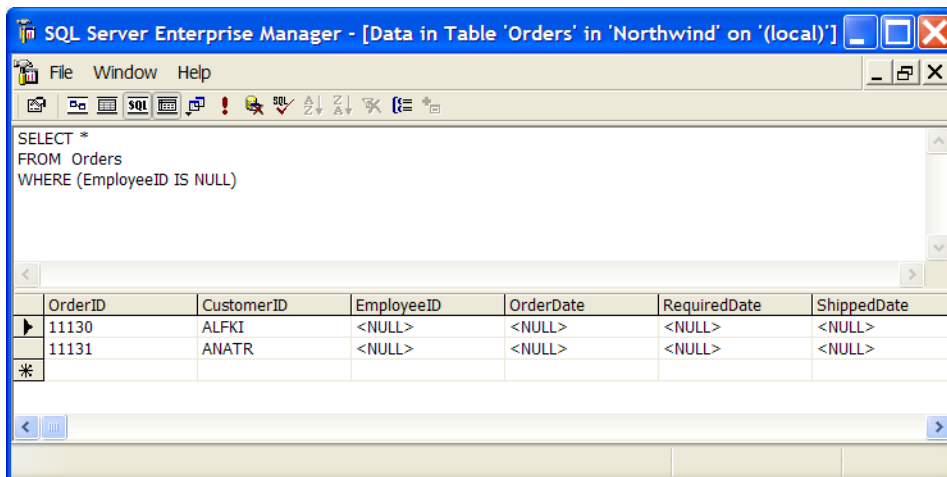 SQL Server Enterprise Manager - [Data in Table 'Orders' in 'Northwind' on '(local)']
File Window Help
SQL SQL A Z Z A
SELECT *
FROM Orders
WHERE (EmployeeID IS NULL)
OrderID CustomerID EmployeeID OrderDate RequiredDate ShippedDate
11130 ALFKI <NULL> <NULL> <NULL> <NULL>
11131 ANATR <NULL> <NULL> <NULL> <NULL>